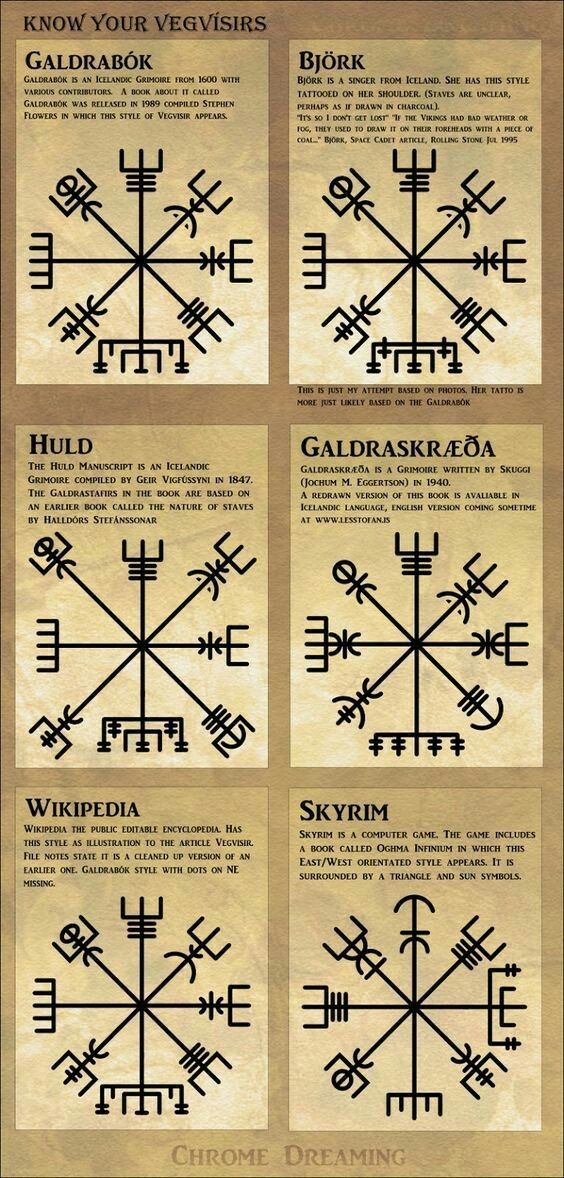 Know Your Vegvísirs
Galdrabók
Galdrabók is an Icelandic Grimoire from 1600 with
various contributors. A book about it called
Galdrabók was released in 1989 compiled Stephen
Flowers in which this style of Vegvisir appears.
Björk
Björk is a singer from Iceland. She has this style
tattooed on her shoulder. (Staves are unclear,
perhaps as if drawn in charcoal).
"It's so I don't get lost" "If the Vikings had bad weather or
fog, they used to draw it on their foreheads with a piece of
coal..." Björk, Space Cadet article, Rolling Stone Jul 1995
This is just my attempt based on photos. Her tatto is
more just likely based on the Galdrabók
Huld
The Huld Manuscript is an Icelandic
Grimoire compiled by Geir Vigfússyni in 1847.
The Galdrastafirs in the book are based on
an earlier book called the nature of staves
by Halldórs Stefánssonar
Galdraskræða
Galdraskræða is a Grimoire written by Skuggi
(Jochum M. Eggertson) in 1940.
A redrawn version of this book is avaliable in
Icelandic language, english version coming sometime
at www.lesstofan.is
Wikipedia
Wikipedia the public editable encyclopedia. Has
this style as illustration to the article Vegvisir.
File notes state it is a cleaned up version of an
earlier one. Galdrabók style with dots on NE
missing.
Skyrim
Skyrim is a computer game. The game includes
a book called Oghma Infinium in which this
East/West orientated style appears. It is
surrounded by a triangle and sun symbols.
Chrome Dreaming